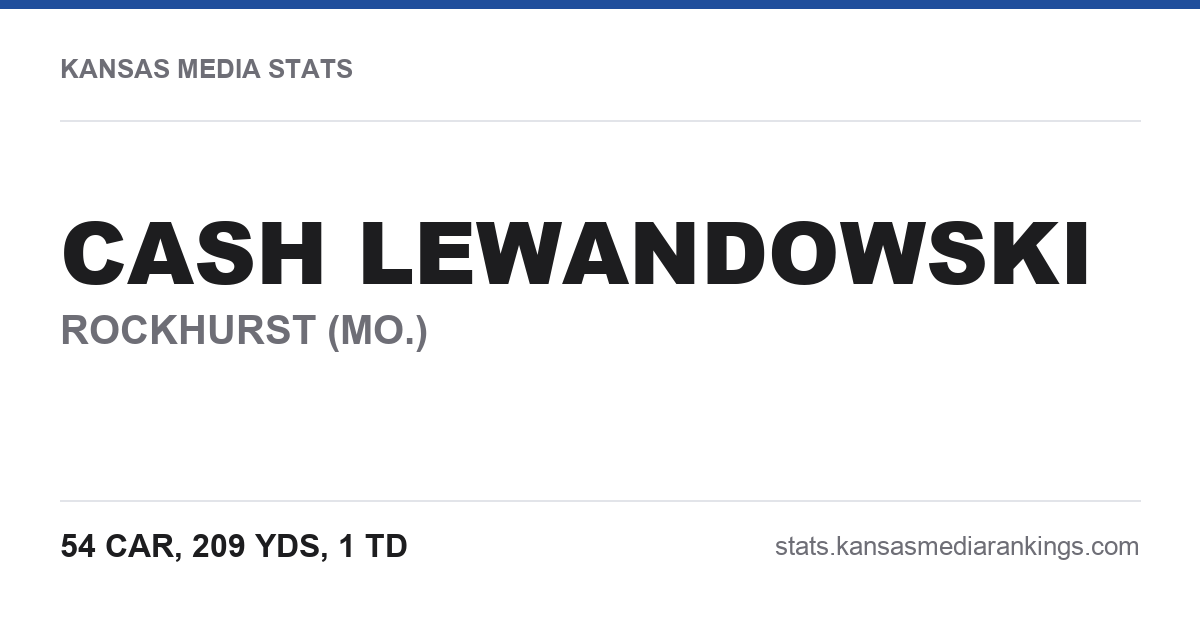 KANSAS MEDIA STATS
CASH LEWANDOWSKI
ROCKHURST (MO.)
54 CAR, 209 YDS, 1 TD
stats.kansasmediarankings.com